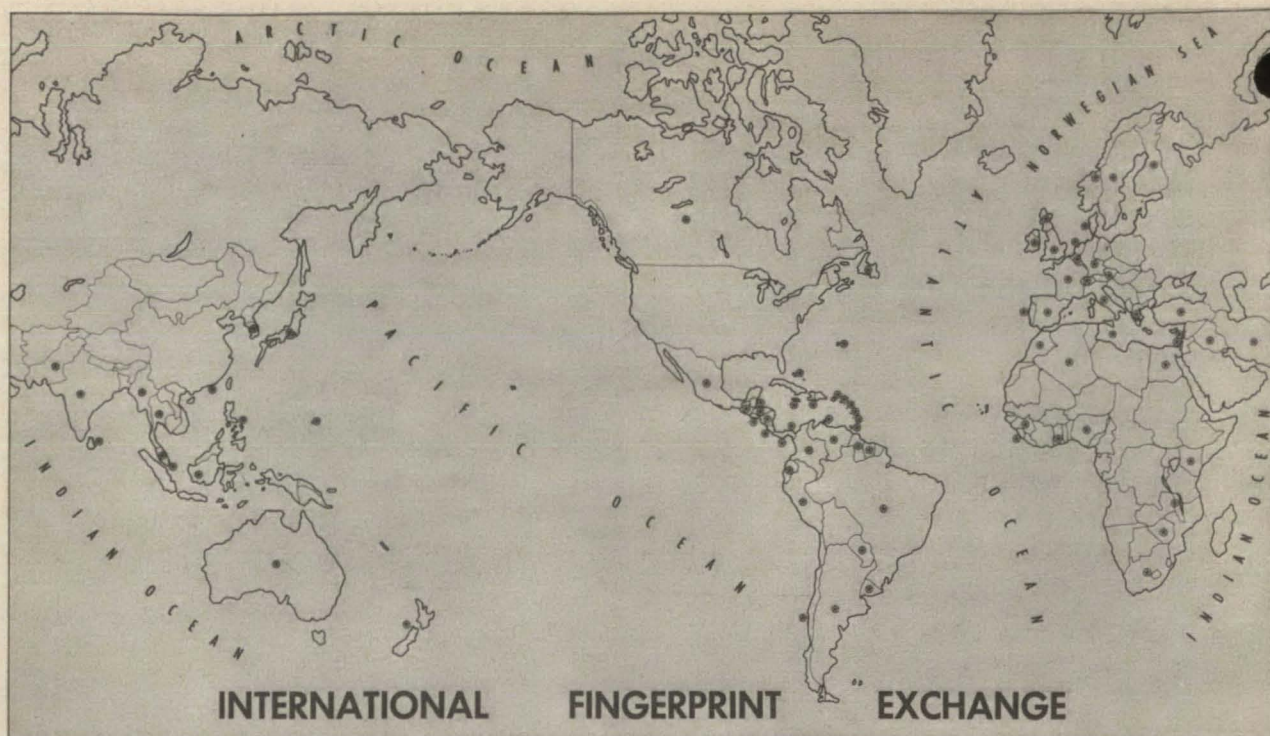 ARCTIC OCEAN
NORWEGIAN SEA
ATLANTIC
PACIFIC
INDIAN OCEAN
OCEAN
OCEAN
INDIAN OCEAN
INTERNATIONAL FINGERPRINT EXCHANGE